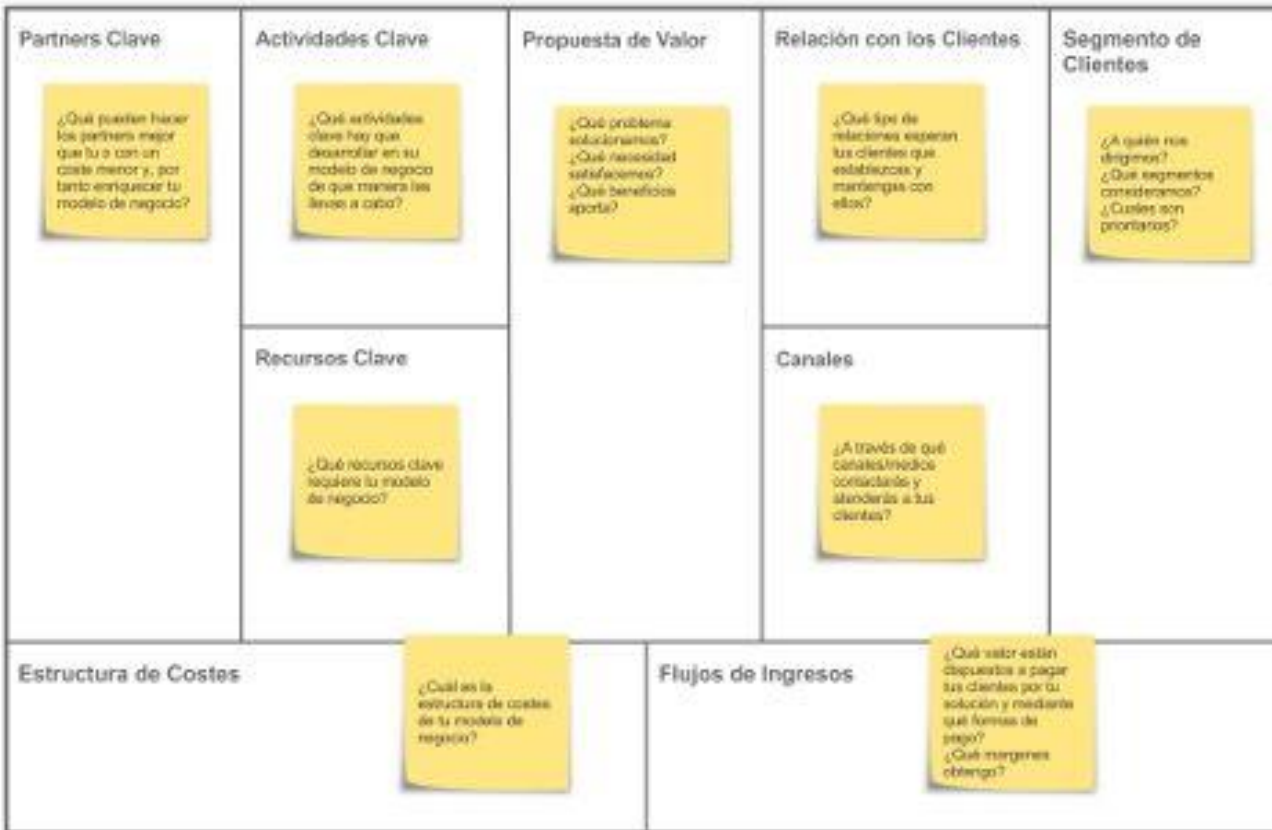 Partners Clave
¿Qué pueden hacer
los partners mejor
que tu o con un
coste menor y, por
tanto enriquecer tu
modelo de negocio?
Actividades Clave
¿Qué actividades
clave hay que
desarrollar en su
modelo de negocio
de que manera las
llevas a cabo?
Recursos Clave
¿Qué recursos clave
requiere tu modelo
de negocio?
Propuesta de Valor
¿Qué problema
solucionamos?
¿Qué necesidad
satisfacemos?
¿Qué beneficios
aporta?
Relación con los Clientes
¿Qué tipo de
relaciones esperan
tus clientes que
establezcas y
mantengas con
ellos?
Canales
¿A través de qué
canales/medios
contactarás y
atenderás a tus
clientes?
Segmento de
Clientes
¿A quién nos
dirigimos?
¿Qué segmentos
consideramos?
¿Cuales son
prioritarios?
Estructura de Costes
¿Cuál es la
estructura de costes
de tu modelo de
negocio?
Flujos de Ingresos
¿Qué valor están
dispuestos a pagar
tus clientes por tu
solución y mediante
qué formas de
pago?
¿Qué margenes
obtengo?